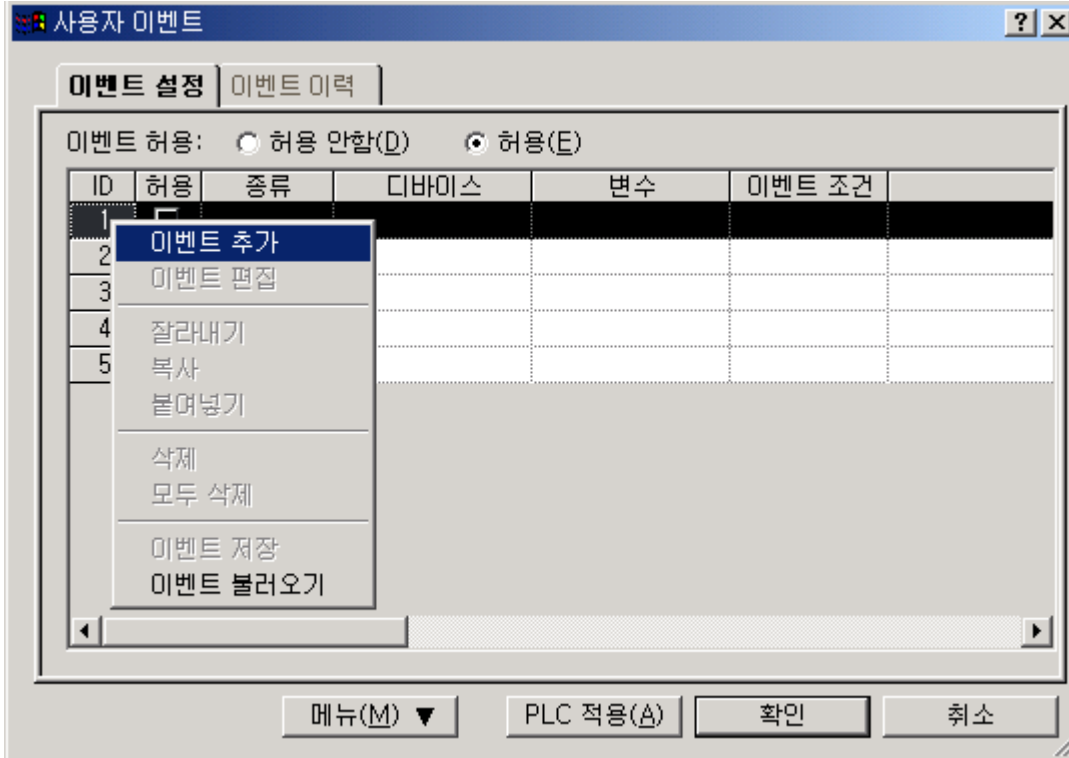 사용자 이벤트
이벤트 설정 이벤트 이력
이벤트 허용: 허용 안함(D) 허용(E)
ID 허용 종류 디바이스 변수 이벤트 조건
1
이벤트 추가
2
이벤트 편집
3
4 잘라내기
5 복사
붙여넣기
삭제
모두 삭제
이벤트 저장
이벤트 불러오기
메뉴(M) ▼ PLC 적용(A) 확인 취소